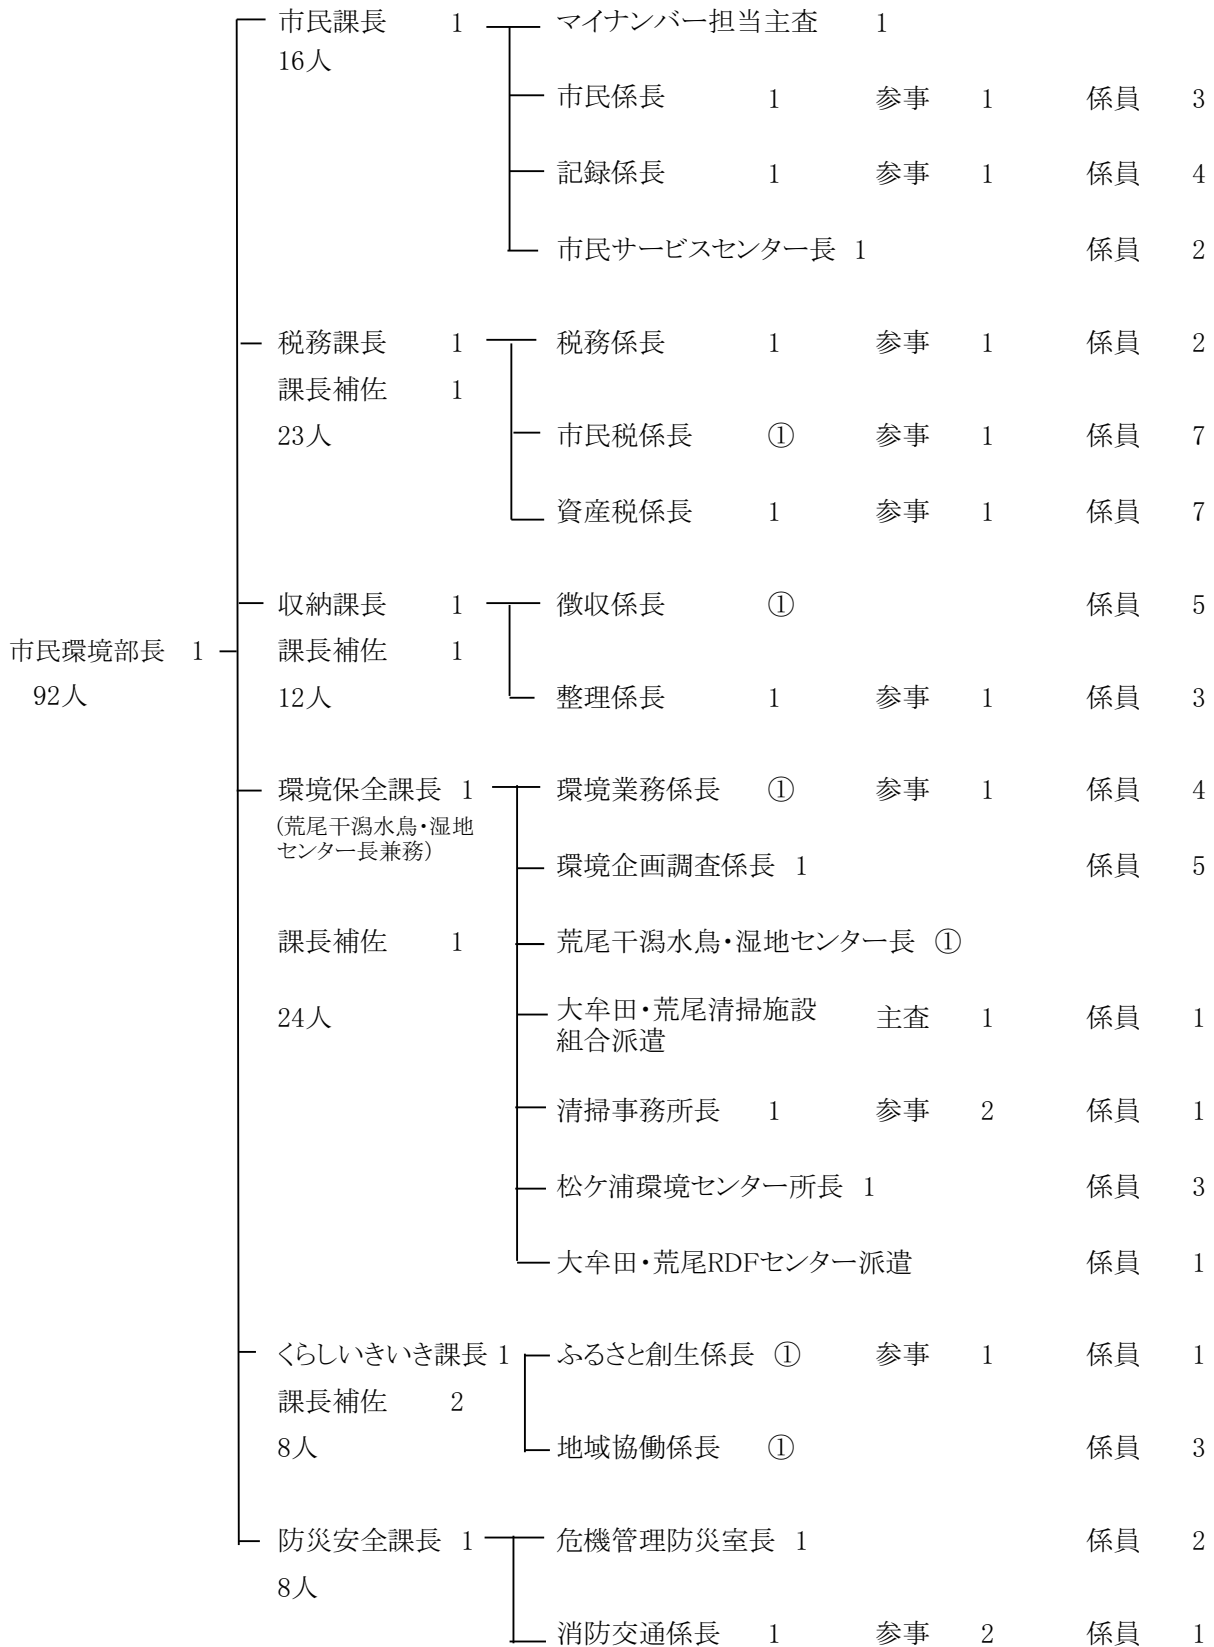 市民課長 1 マイナンバー担当主査 1
16人
市民係長 1 参事 1 係員 3
記録係長 1 参事 1 係員 4
市民サービスセンター長 1 係員 2
税務課長 1 税務係長 1 参事 1 係員 2
課長補佐 1
23人 市民税係長 ① 参事 1 係員 7
資産税係長 1 参事 1 係員 7
収納課長 1 徴収係長 ① 係員 5
市民環境部長 1 課長補佐 1
92人 12人 整理係長 1 参事 1 係員 3
環境保全課長 1 環境業務係長 ① 参事 1 係員 4
(荒尾干潟水鳥・湿地
センター長兼務)
環境企画調査係長 1 係員 5
課長補佐 1 荒尾干潟水鳥・湿地センター長 ①
24人 大牟田・荒尾清掃施設 主査 1 係員 1
組合派遣
清掃事務所長 1 参事 2 係員 1
松ケ浦環境センター所長 1 係員 3
大牟田・荒尾RDFセンター派遣 係員 1
くらしいきいき課長 1 ふるさと創生係長 ① 参事 1 係員 1
課長補佐 2
8人 地域協働係長 ① 係員 3
防災安全課長 1 危機管理防災室長 1 係員 2
8人
消防交通係長 1 参事 2 係員 1